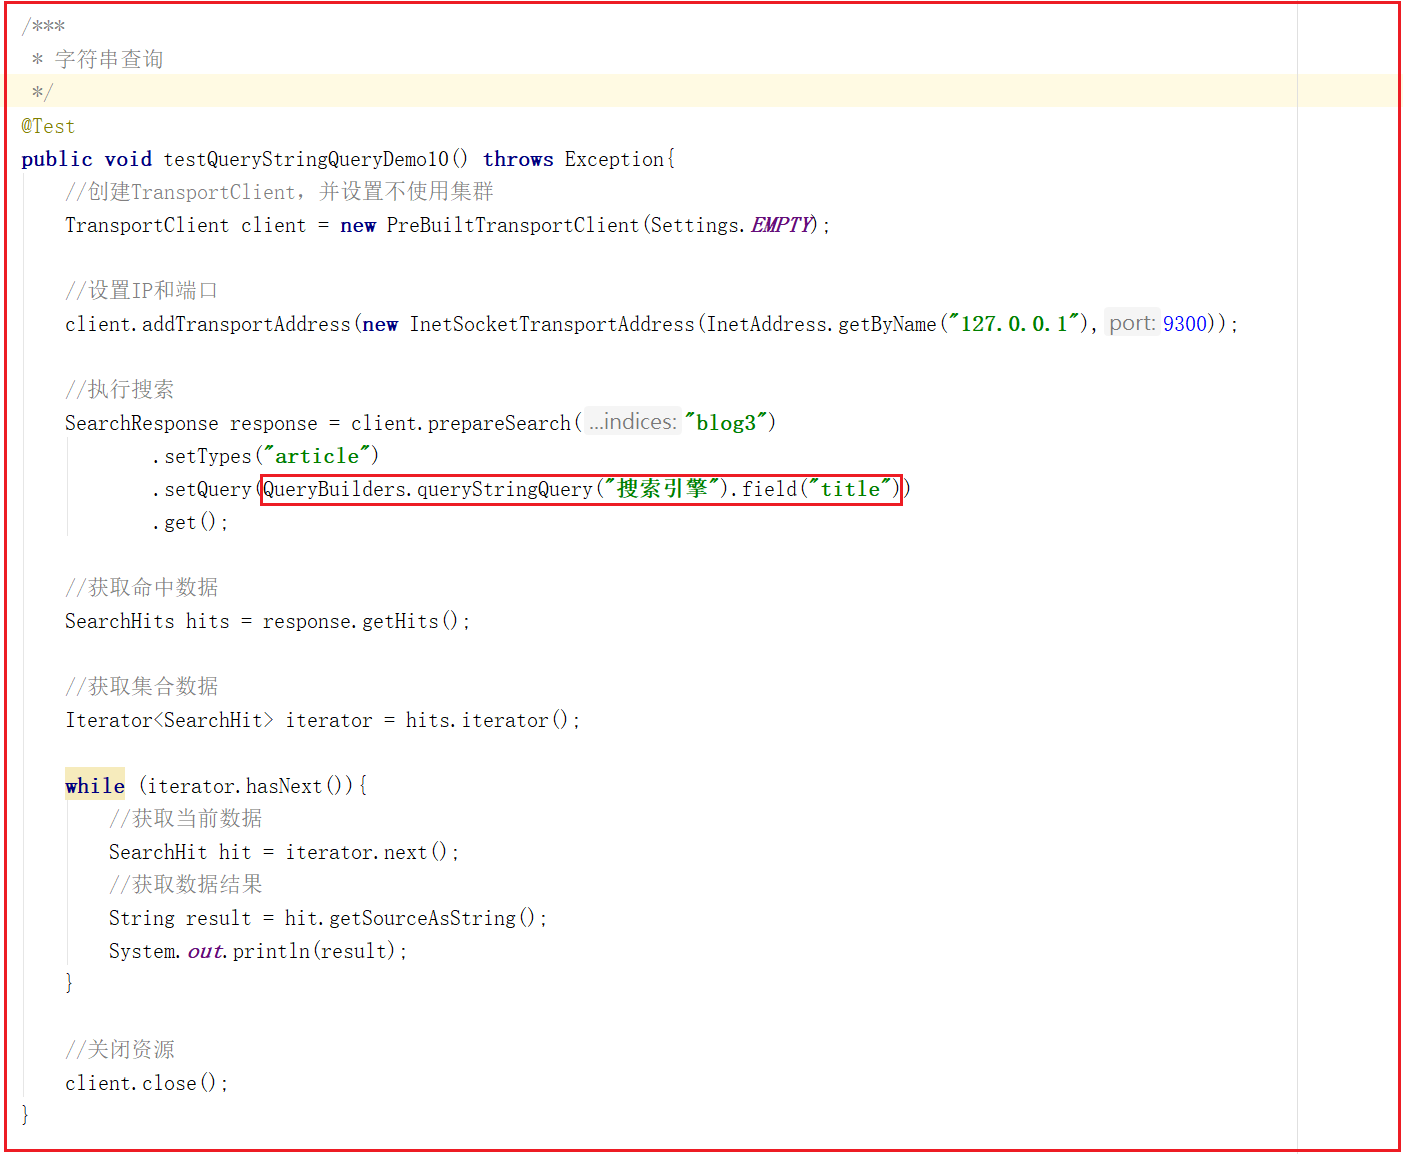 /***
 * 字符串查询
 */
@Test
public void testQueryStringQueryDemo10() throws Exception{
    //创建TransportClient，并设置不使用集群
    TransportClient client = new PreBuiltTransportClient(Settings.EMPTY);
    //设置IP和端口
    client.addTransportAddress(new InetSocketTransportAddress(InetAddress.getByName("127.0.0.1"), port: 9300));
    //执行搜索
    SearchResponse response = client.prepareSearch( ...indices: "blog3")
            .setTypes("article")
            .setQuery(QueryBuilders.queryStringQuery("搜索引擎").field("title"))
            .get();
    //获取命中数据
    SearchHits hits = response.getHits();
    //获取集合数据
    Iterator<SearchHit> iterator = hits.iterator();
    while (iterator.hasNext()){
        //获取当前数据
        SearchHit hit = iterator.next();
        //获取数据结果
        String result = hit.getSourceAsString();
        System.out.println(result);
    }
    //关闭资源
    client.close();
}